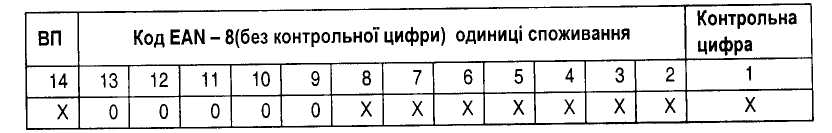 ВП Код EAN – 8(без контрольної цифри) одиниці споживання Контрольна цифра
14 13 12 11 10 9 8 7 6 5 4 3 2 1
X 0 0 0 0 0 X X X X X X X X